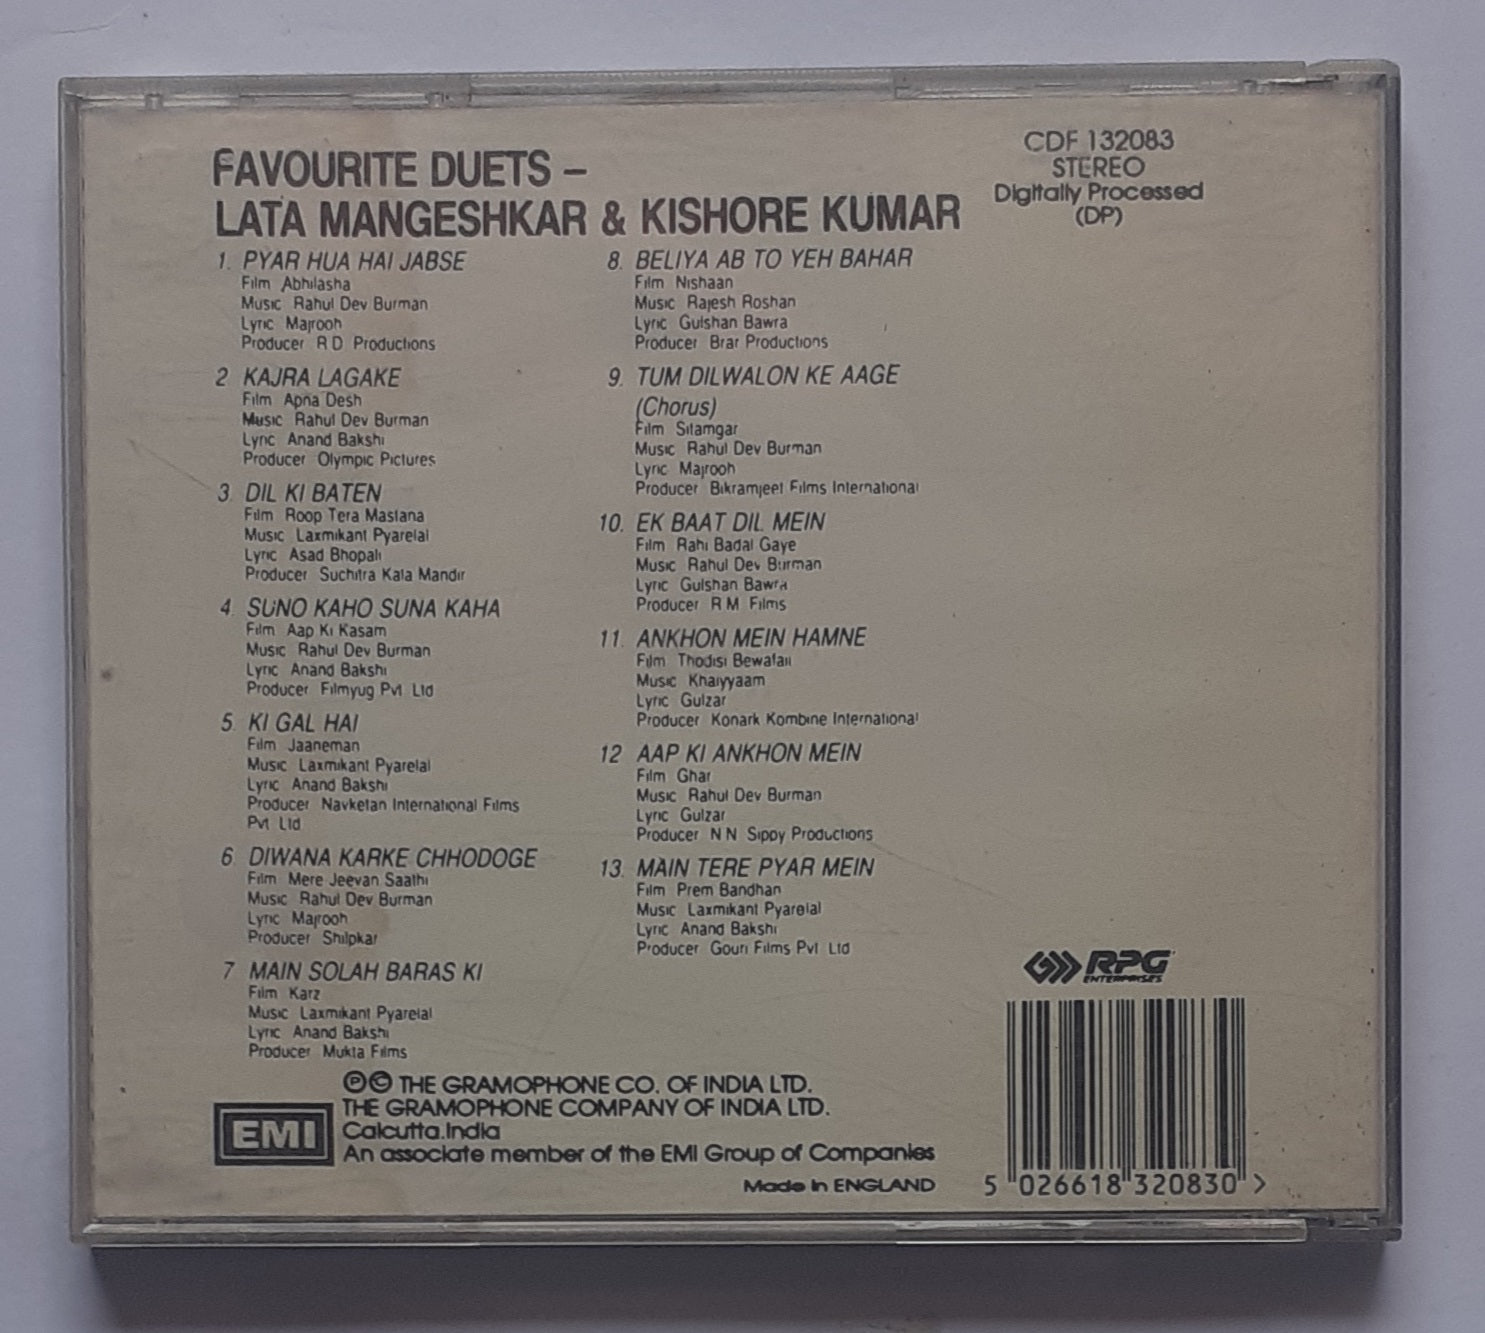 FAVOURITE DUETS –
LATA MANGESHKAR & KISHORE KUMAR
CDF 132083
STEREO
Digitally Processed
(DP)
1. PYAR HUA HAI JABSE
Film Abhilasha
Music Rahul Dev Burman
Lyric Majrooh
Producer R D Productions
2 KAJRA LAGAKE
Film Apna Desh
Music Rahul Dev Burman
Lyric Anand Bakshi
Producer Olympic Pictures
3. DIL KI BATEN
Film Roop Tera Mastana
Music Laxmikant Pyarelal
Lyric Asad Bhopali
Producer Suchitra Kala Mandir
4. SUNO KAHO SUNA KAHA
Film Aap Ki Kasam
Music Rahul Dev Burman
Lyric Anand Bakshi
Producer Filmyug Pvt Ltd
5. KI GAL HAI
Film Jaaneman
Music Laxmikant Pyarelal
Lyric Anand Bakshi
Producer Navketan International Films
Pvt Ltd
6. DIWANA KARKE CHHODOGE
Film Mere Jeevan Saathi
Music Rahul Dev Burman
Lyric Majrooh
Producer Shilpkar
7 MAIN SOLAH BARAS KI
Film Karz
Music Laxmikant Pyarelal
Lyric Anand Bakshi
Producer Mukta Films
8. BELIYA AB TO YEH BAHAR
Film Nishaan
Music Rajesh Roshan
Lyric Gulshan Bawra
Producer Brar Productions
9. TUM DILWALON KE AAGE
(Chorus)
Film Sitamgar
Music Rahul Dev Burman
Lyric Majrooh
Producer Bikramjeet Films International
10. EK BAAT DIL MEIN
Film Rahi Badal Gaye
Music Rahul Dev Burman
Lyric Gulshan Bawra
Producer R M Films
11. ANKHON MEIN HAMNE
Film Thodisi Bewafaii
Music Khaiyyaam
Lyric Gulzar
Producer Konark Kombine International
12 AAP KI ANKHON MEIN
Film Ghar
Music Rahul Dev Burman
Lyric Gulzar
Producer N N Sippy Productions
13. MAIN TERE PYAR MEIN
Film Prem Bandhan
Music Laxmikant Pyarelal
Lyric Anand Bakshi
Producer Gouri Films Pvt Ltd
RPG
ENTERPRISES
℗© THE GRAMOPHONE CO. OF INDIA LTD.
THE GRAMOPHONE COMPANY OF INDIA LTD.
Calcutta.India
An associate member of the EMI Group of Companies
EMI
Made in ENGLAND
5 026618 320830 >